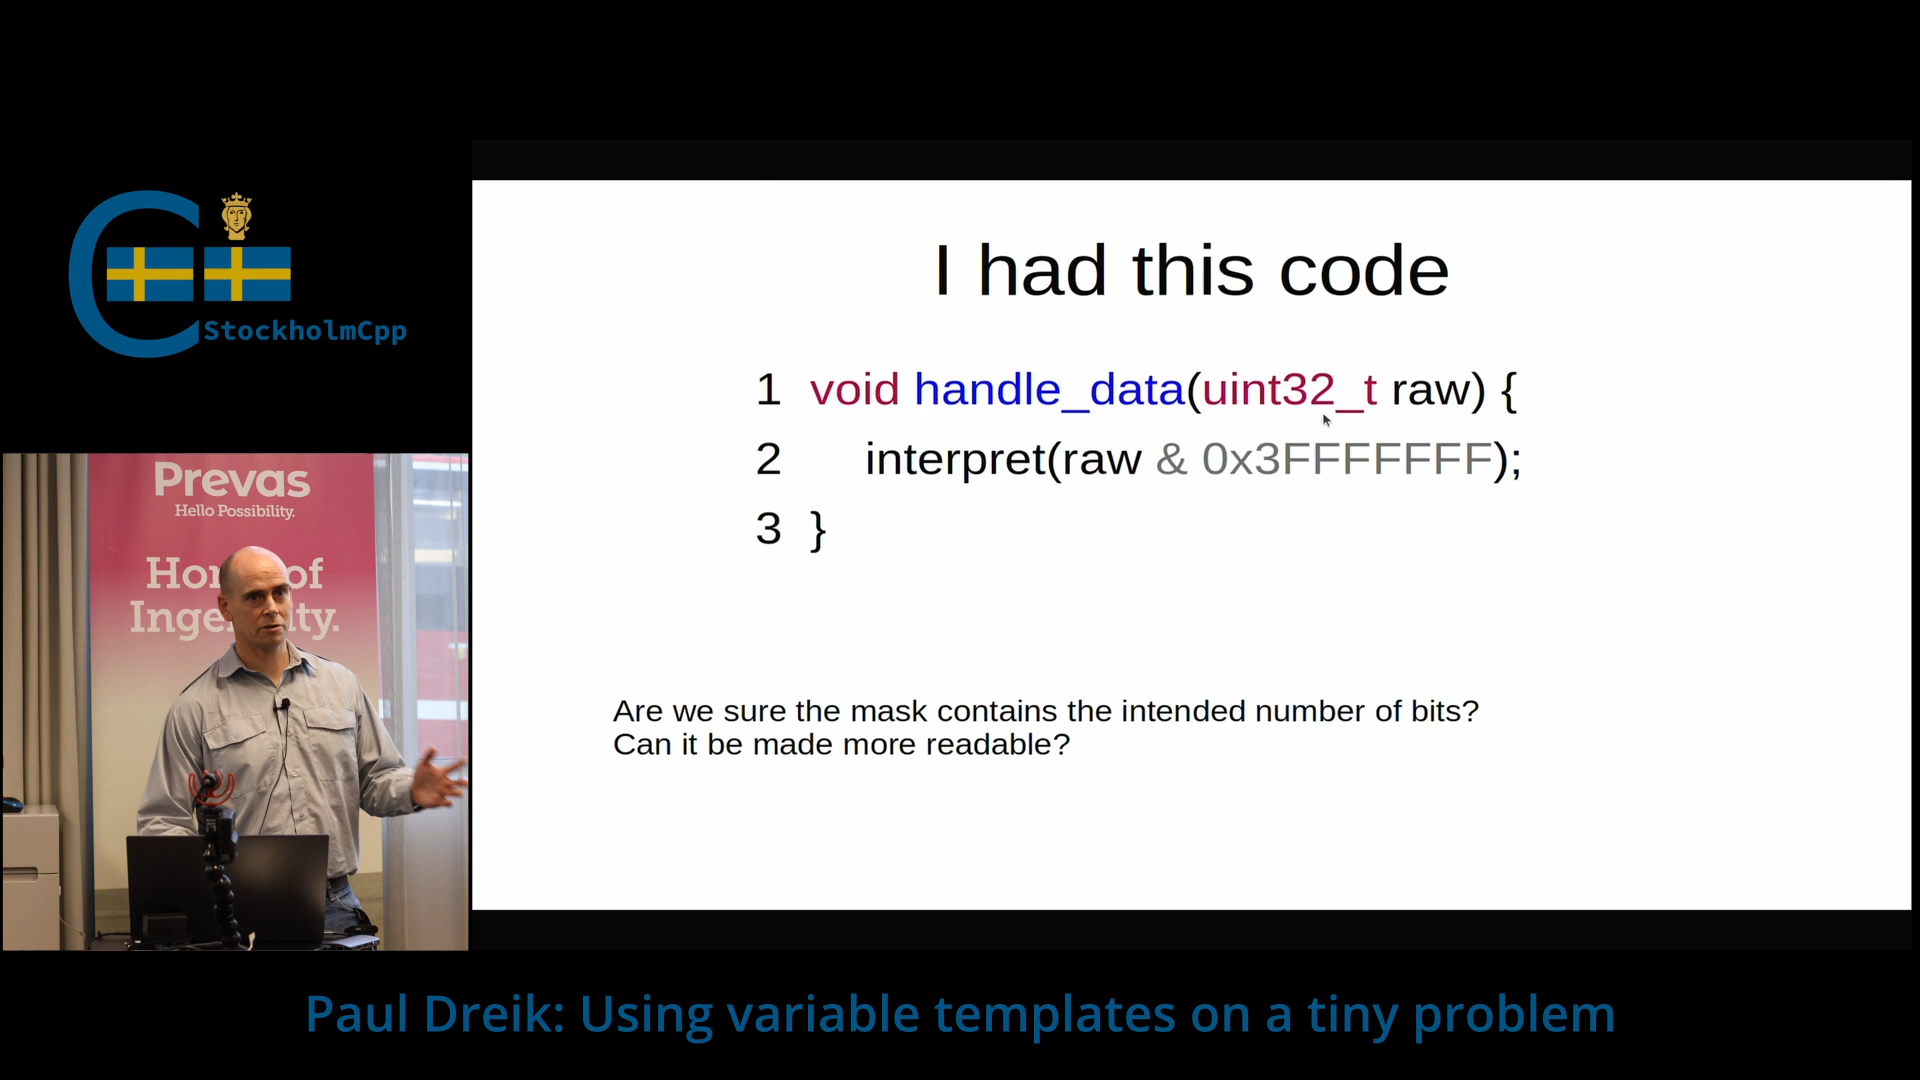 StockholmCpp
Prevas
Hello Possibility.
I had this code
1 void handle_data(uint32_t raw) {
2 interpret(raw & 0x3FFFFFFF);
3 }
Are we sure the mask contains the intended number of bits?
Can it be made more readable?
Paul Dreik: Using variable templates on a tiny problem